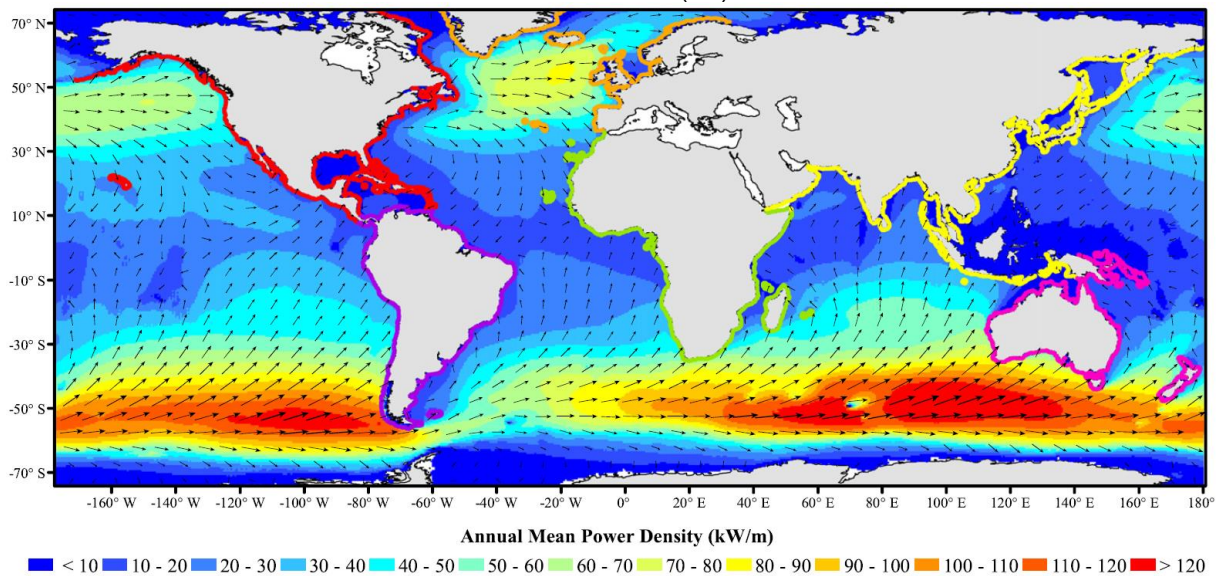 70° N
50° N
30° N
10° N
-10° S
-30° S
-50° S
-70° S
-160° W -140° W -120° W -100° W -80° W -60° W -40° W -20° W 0° E 20° E 40° E 60° E 80° E 100° E 120° E 140° E 160° E 180° E
Annual Mean Power Density (kW/m)
< 10 10 - 20 20 - 30 30 - 40 40 - 50 50 - 60 60 - 70 70 - 80 80 - 90 90 - 100 100 - 110 110 - 120 > 120